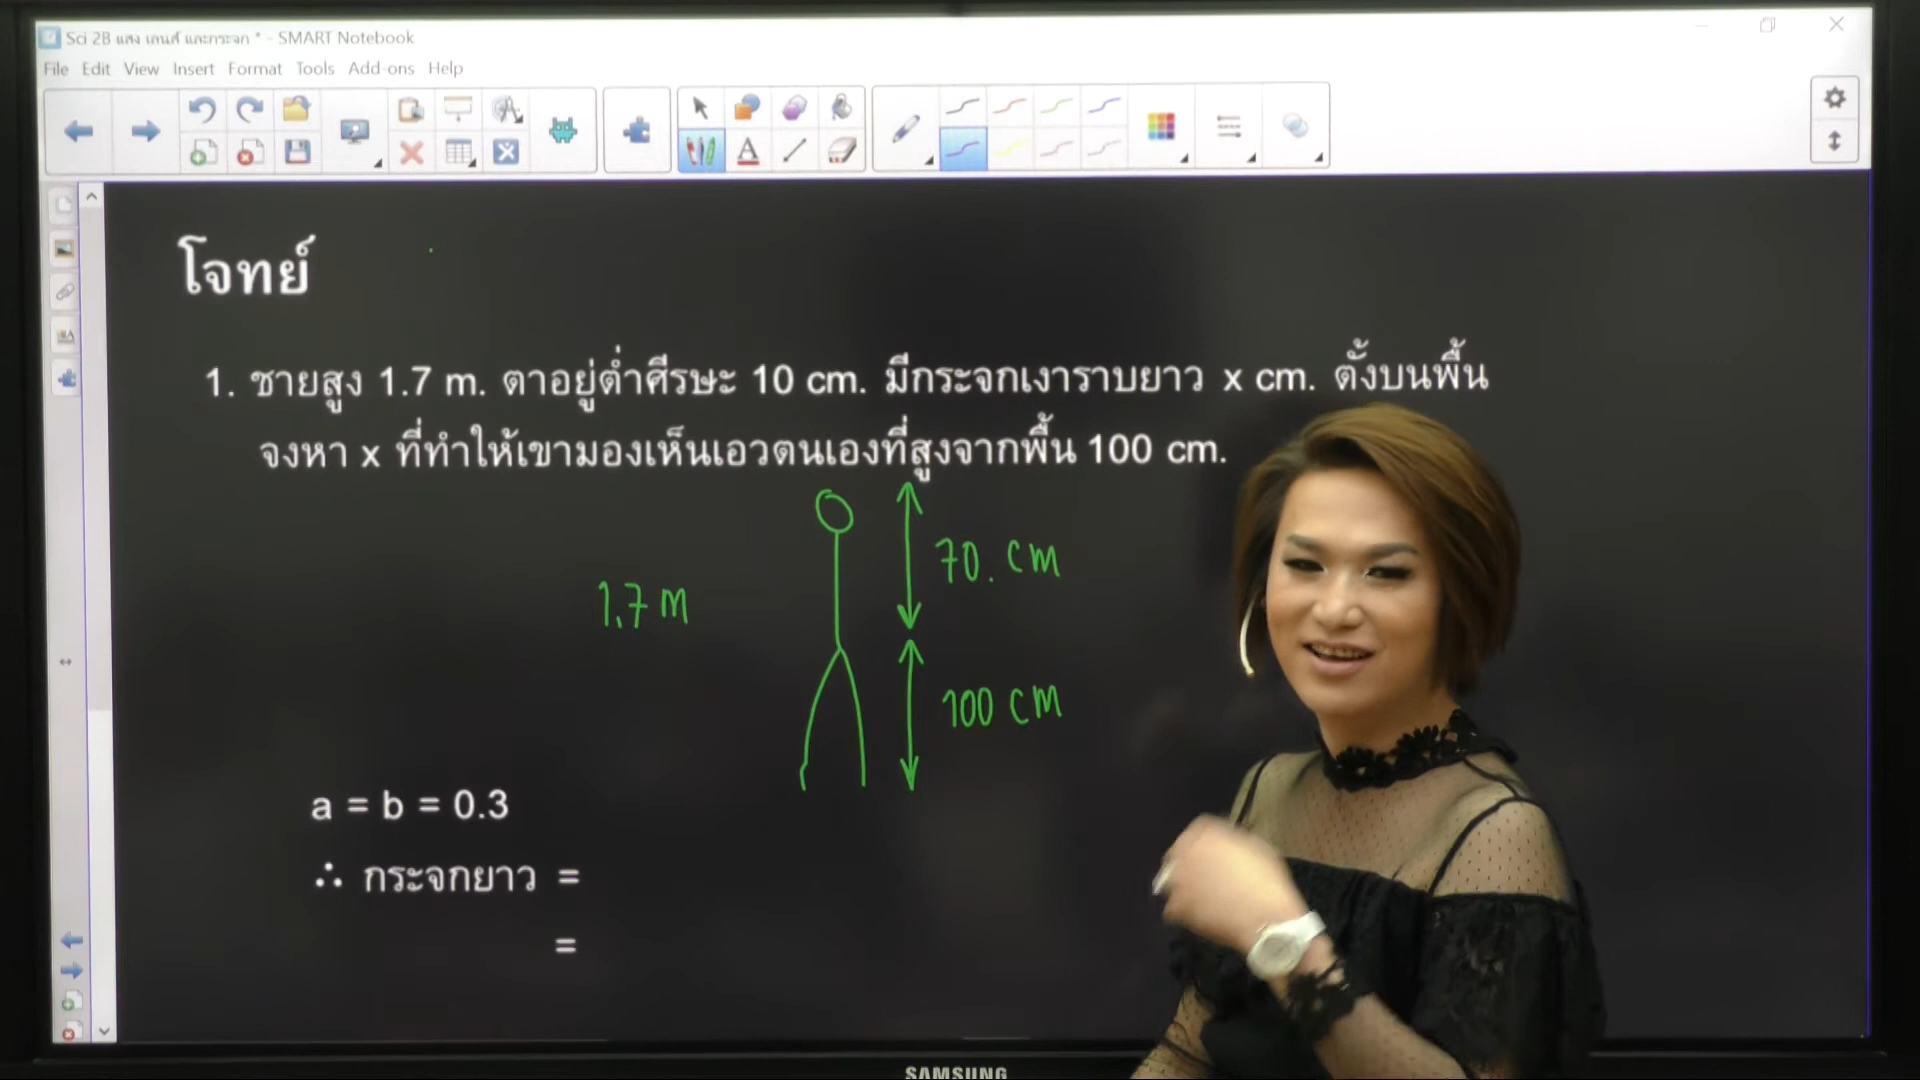 Sci 2B แสง เลนส์ และกระจก * - SMART Notebook
File Edit View Insert Format Tools Add-ons Help
โจทย์
1. ชายสูง 1.7 m. ตาอยู่ต่ำศีรษะ 10 cm. มีกระจกเงาราบยาว x cm. ตั้งบนพื้น
จงหา x ที่ทำให้เขามองเห็นเอวตนเองที่สูงจากพื้น 100 cm.
70. cm
1.7 m
100 cm
a = b = 0.3
∴ กระจกยาว =
=
SAMSUNG